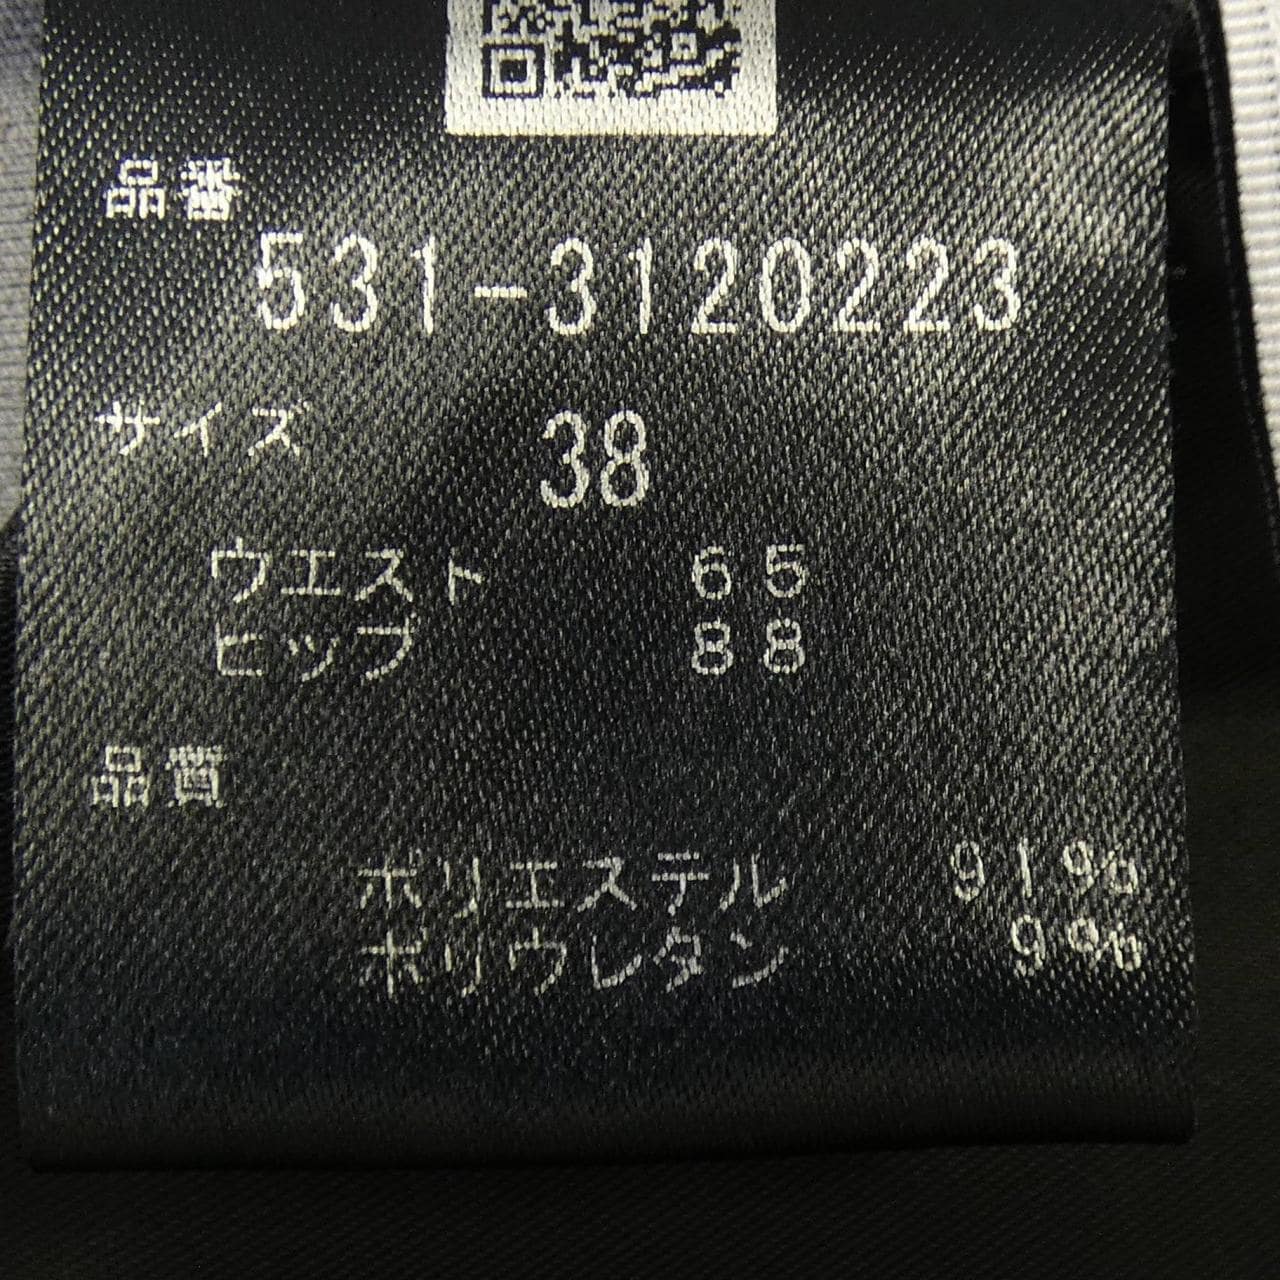 品番
531-3120223
サイズ 38
ウエスト 65
ヒップ 88
品質
ポリエステル 91%
ポリウレタン 9%